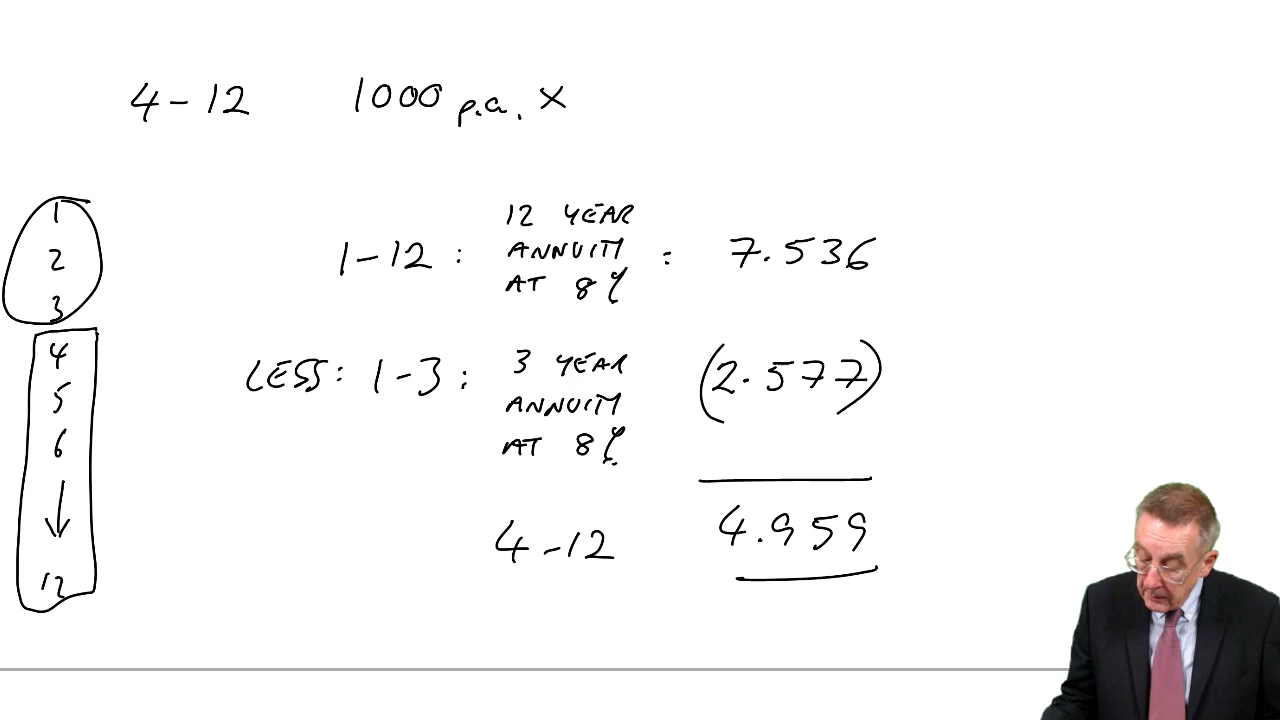 4-12 1000 p.a. ×
1
2
3
4
5
6
12
1-12 : 12 YEAR
ANNUITY
AT 8% = 7.536
LESS: 1-3 : 3 YEAR
ANNUITY
AT 8% (2.577)
4-12 4.959